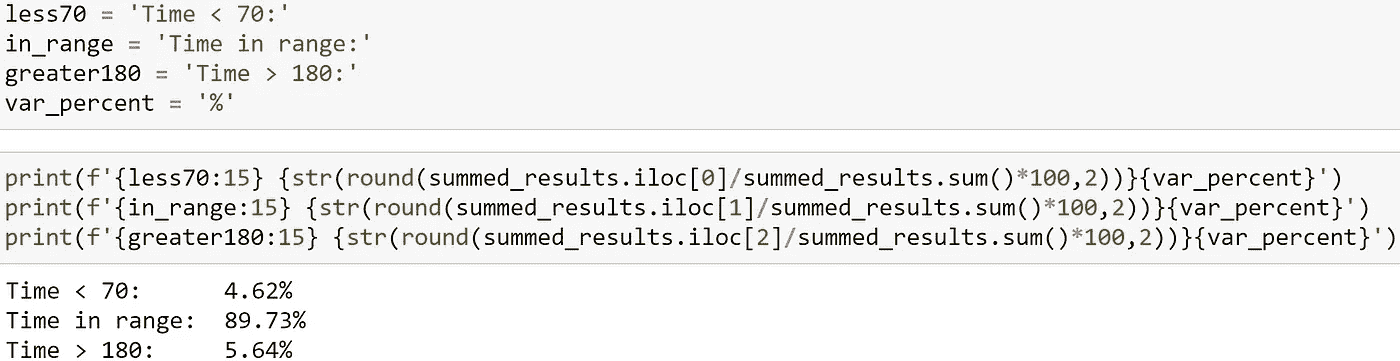 less70 = 'Time < 70:'
in_range = 'Time in range:'
greater180 = 'Time > 180:'
var_percent = '%'
print(f'{less70:15} {str(round(summed_results.iloc[0]/summed_results.sum()*100,2))}{var_percent}')
print(f'{in_range:15} {str(round(summed_results.iloc[1]/summed_results.sum()*100,2))}{var_percent}')
print(f'{greater180:15} {str(round(summed_results.iloc[2]/summed_results.sum()*100,2))}{var_percent}')
Time < 70:      4.62%
Time in range:  89.73%
Time > 180:     5.64%